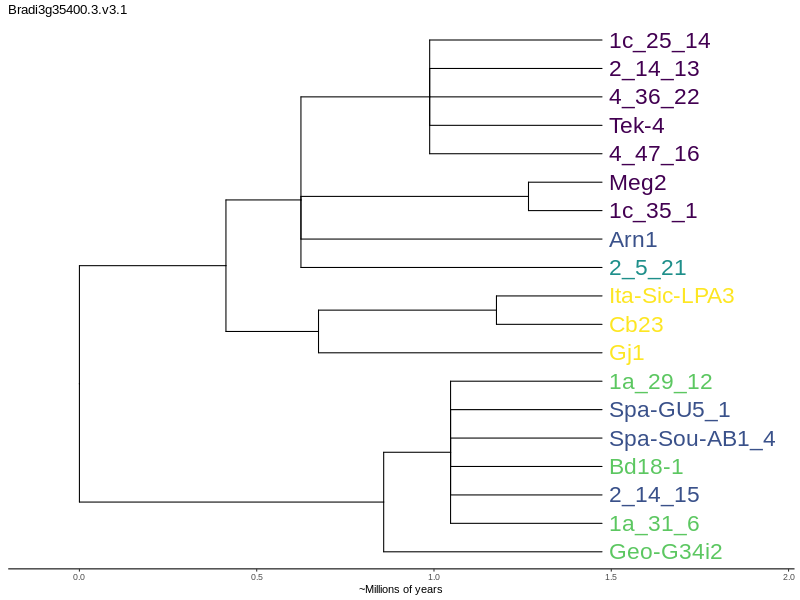 Bradi3g35400.3.v3.1
1c_25_14
2_14_13
4_36_22
Tek-4
4_47_16
Meg2
1c_35_1
Arn1
2_5_21
Ita-Sic-LPA3
Cb23
Gj1
1a_29_12
Spa-GU5_1
Spa-Sou-AB1_4
Bd18-1
2_14_15
1a_31_6
Geo-G34i2
0.0 0.5 1.0 1.5 2.0
~Millions of years